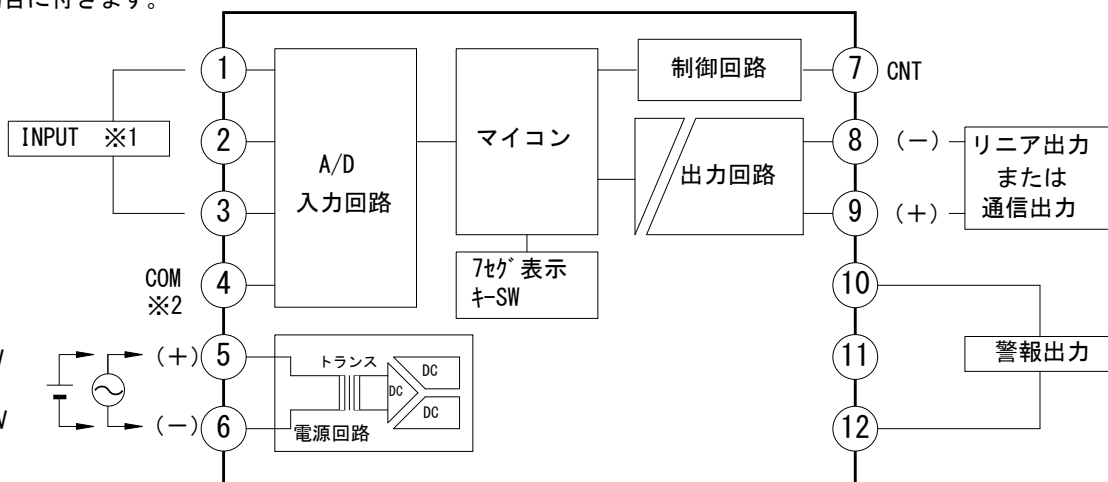 合に付きます。
① 
INPUT ※1
②
③
COM
※2
④
(+)
⑤
(−)
⑥
A/D
入力回路
マイコン
7ｾｸﾞ表示
ｷｰSW
トランス
DC
DC
DC
電源回路
制御回路
出力回路
⑦
CNT
⑧
(−)
⑨
(+)
リニア出力
または
通信出力
⑩
⑪
⑫
警報出力